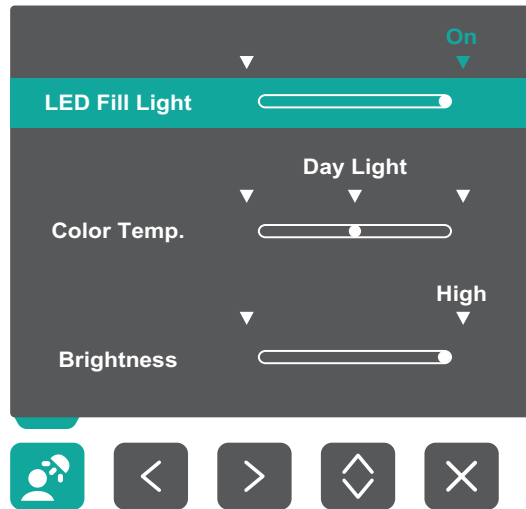 On
LED Fill Light
Day Light
Color Temp.
High
Brightness